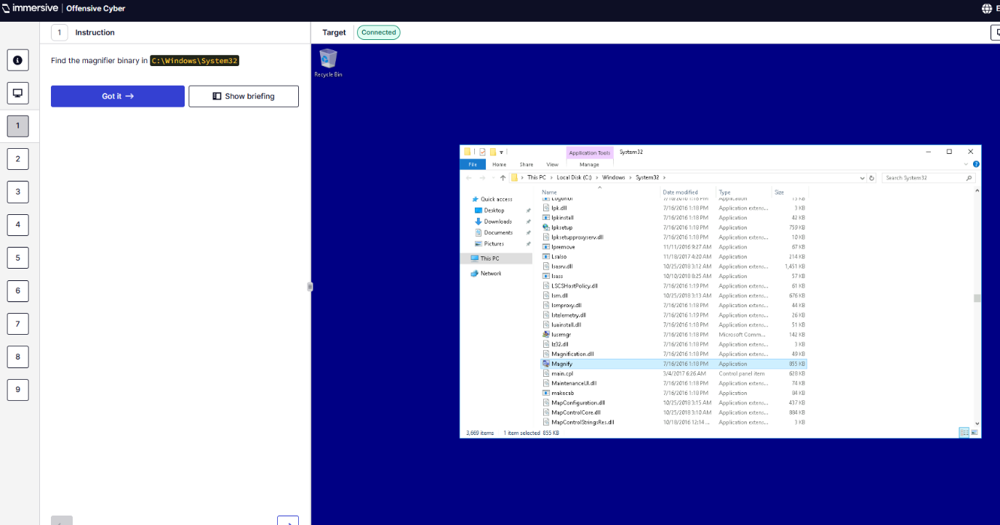 immersive | Offensive Cyber
1 Instruction
Target Connected
Find the magnifier binary in C:\Windows\System32
Got it → Show briefing
1
2
3
4
5
6
7
8
9
Recycle Bin
Application Tools System32
File Home Share View Manage
This PC > Local Disk (C:) > Windows > System32 >
Search System32
Quick access
Desktop
Downloads
Documents
Pictures
This PC
Network
Name Date modified Type Size
lpk.dll 7/16/2016 1:18 PM Application extens... 3 KB
lpkinstall 7/16/2016 1:18 PM Application 42 KB
lpksetup 7/16/2016 1:18 PM Application 759 KB
lpksetupproxyserv.dll 7/16/2016 1:18 PM Application extens... 10 KB
lpremove 11/11/2016 9:27 AM Application 67 KB
LsaIso 11/18/2017 4:20 AM Application 214 KB
lsasrv.dll 10/25/2018 3:12 AM Application extens... 1,451 KB
lsass 10/10/2018 8:25 AM Application 57 KB
LSCSHostPolicy.dll 7/16/2016 1:19 PM Application extens... 61 KB
lsm.dll 10/25/2018 3:13 AM Application extens... 676 KB
lsmproxy.dll 7/16/2016 1:18 PM Application extens... 44 KB
lstelemetry.dll 7/16/2016 1:19 PM Application extens... 26 KB
luainstall.dll 7/16/2016 1:18 PM Application extens... 51 KB
lusrmgr 7/16/2016 1:18 PM Microsoft Comm... 142 KB
lz32.dll 7/16/2016 1:18 PM Application extens... 3 KB
Magnification.dll 7/16/2016 1:18 PM Application extens... 49 KB
Magnify 7/16/2016 1:18 PM Application 855 KB
main.cpl 3/4/2017 6:26 AM Control panel item 628 KB
MaintenanceUI.dll 7/16/2016 1:18 PM Application extens... 74 KB
makecab 7/16/2016 1:18 PM Application 84 KB
MapConfiguration.dll 10/25/2018 3:15 AM Application extens... 437 KB
MapControlCore.dll 10/25/2018 3:10 AM Application extens... 884 KB
MapControlStringsRes.dll 10/18/2016 12:14 ... Application extens... 3 KB
3,669 items 1 item selected 855 KB